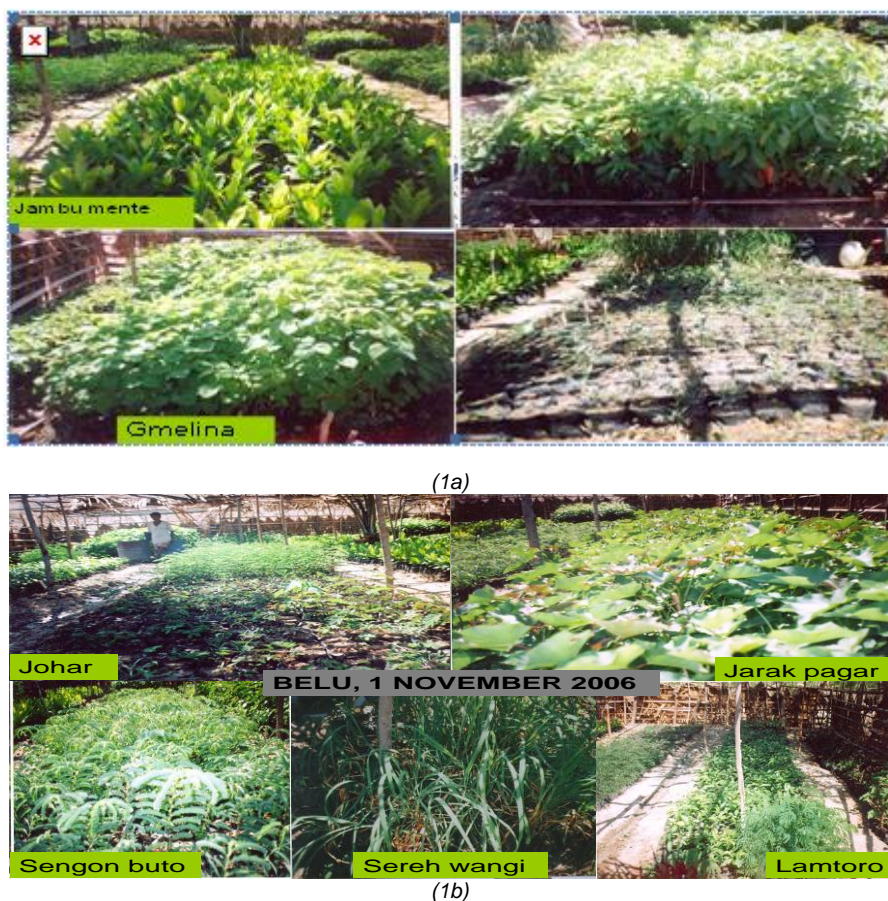 Jambu mente
Gmelina
(1a)
Johar
Jarak pagar
BELU, 1 NOVEMBER 2006
Sengon buto
Sereh wangi
Lamtoro
(1b)